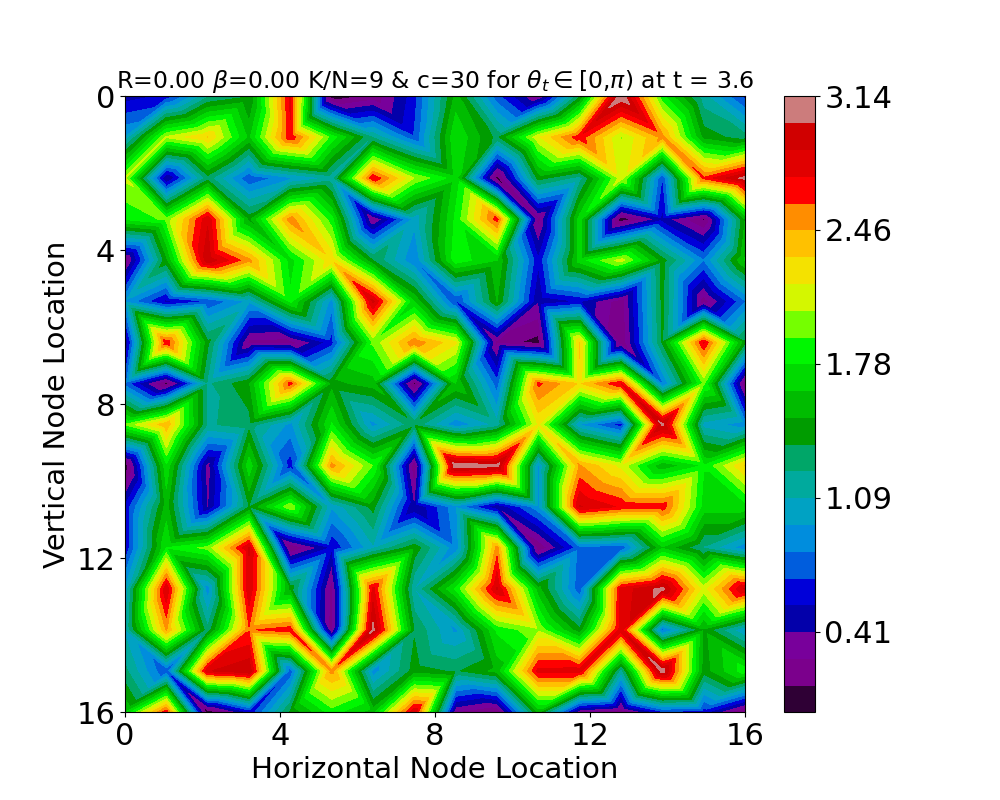 R=0.00 β=0.00 K/N=9 & c=30 for θₜ ∈ [0,π) at t = 3.6
0
4
8
12
16
Vertical Node Location
0 4 8 12 16
Horizontal Node Location
3.14
2.46
1.78
1.09
0.41